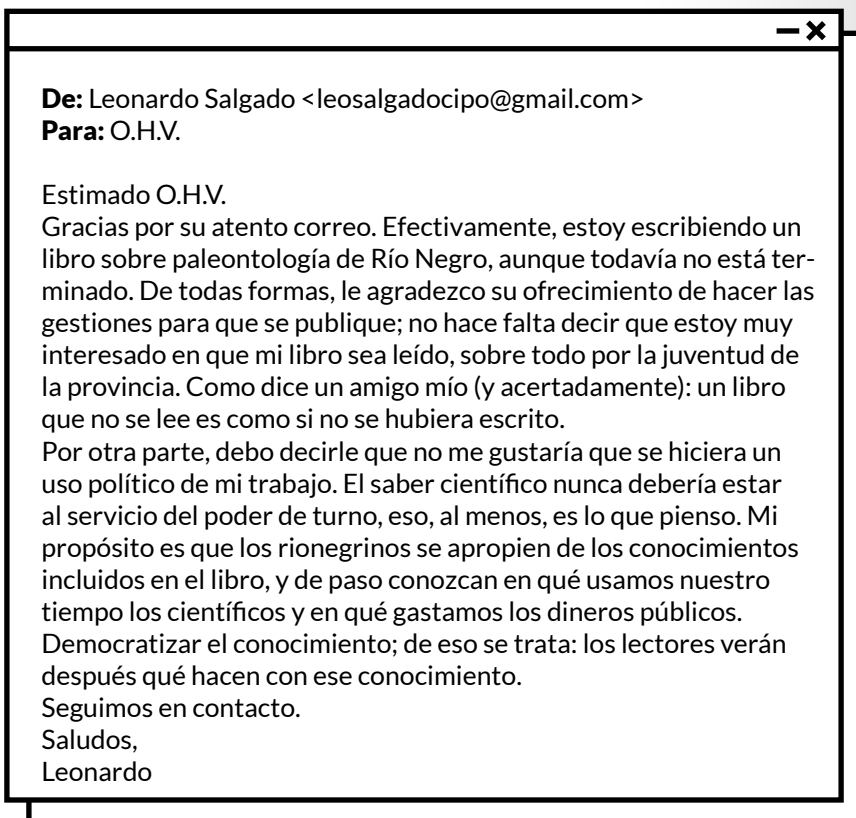 De: Leonardo Salgado <leosalgadocipo@gmail.com>
Para: O.H.V.
Estimado O.H.V.
Gracias por su atento correo. Efectivamente, estoy escribiendo un
libro sobre paleontología de Río Negro, aunque todavía no está ter-
minado. De todas formas, le agradezco su ofrecimiento de hacer las
gestiones para que se publique; no hace falta decir que estoy muy
interesado en que mi libro sea leído, sobre todo por la juventud de
la provincia. Como dice un amigo mío (y acertadamente): un libro
que no se lee es como si no se hubiera escrito.
Por otra parte, debo decirle que no me gustaría que se hiciera un
uso político de mi trabajo. El saber científico nunca debería estar
al servicio del poder de turno, eso, al menos, es lo que pienso. Mi
propósito es que los rionegrinos se apropien de los conocimientos
incluidos en el libro, y de paso conozcan en qué usamos nuestro
tiempo los científicos y en qué gastamos los dineros públicos.
Democratizar el conocimiento; de eso se trata: los lectores verán
después qué hacen con ese conocimiento.
Seguimos en contacto.
Saludos,
Leonardo